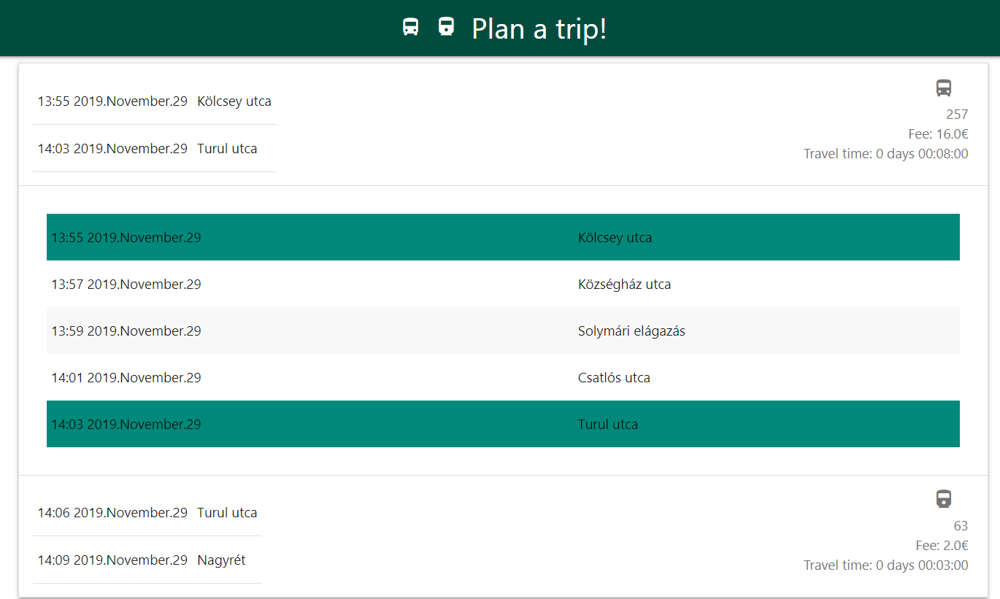 Plan a trip!
13:55 2019.November.29 Kölcsey utca
14:03 2019.November.29 Turul utca
257
Fee: 16.0€
Travel time: 0 days 00:08:00
13:55 2019.November.29 Kölcsey utca
13:57 2019.November.29 Községház utca
13:59 2019.November.29 Solymári elágazás
14:01 2019.November.29 Csatlós utca
14:03 2019.November.29 Turul utca
14:06 2019.November.29 Turul utca
14:09 2019.November.29 Nagyrét
63
Fee: 2.0€
Travel time: 0 days 00:03:00